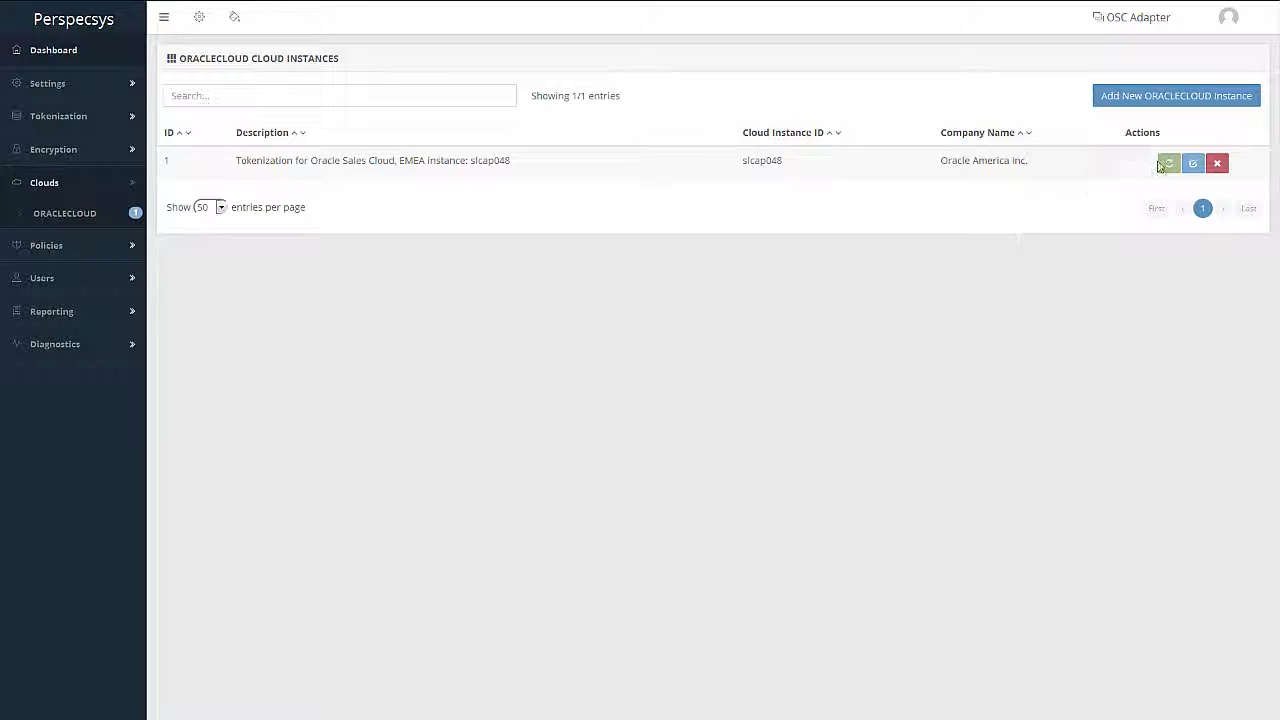 Perspecsys
OSC Adapter
Dashboard
Settings
Tokenization
Encryption
Clouds
ORACLECLOUD 1
Policies
Users
Reporting
Diagnostics
ORACLECLOUD CLOUD INSTANCES
Search... Showing 1/1 entries Add New ORACLECLOUD Instance
ID Description Cloud Instance ID Company Name Actions
1 Tokenization for Oracle Sales Cloud, EMEA instance: slcap048 slcap048 Oracle America Inc.
Show 50 entries per page First ‹ 1 › Last